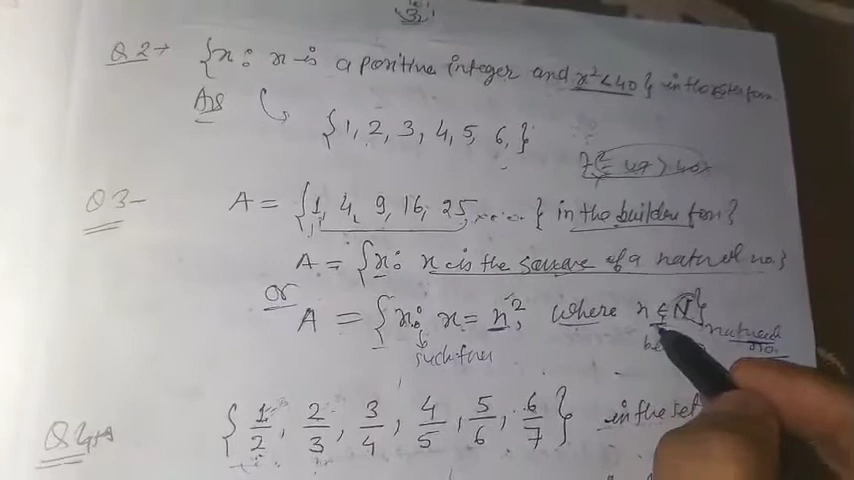 Q2→ {x: x is a positive integer and x²<40} in the roster form
Ans
{1, 2, 3, 4, 5, 6,}
Q3- A = {1, 4, 9, 16, 25, ..... } in the builder form}
A = {x: x is the square of a natural no.}
or
A = {x: x = n², where n ∈ N}
natural no.
such that
Q4→ {1/2, 2/3, 3/4, 4/5, 5/6, 6/7} in the set